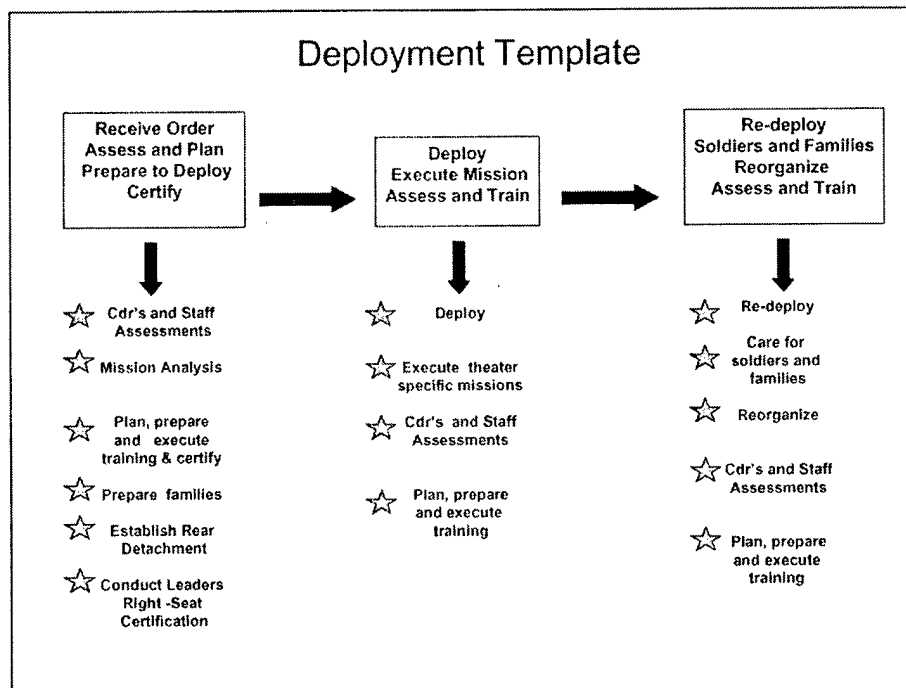 Deployment Template
Receive Order
Assess and Plan
Prepare to Deploy
Certify
Deploy
Execute Mission
Assess and Train
Re-deploy
Soldiers and Families
Reorganize
Assess and Train
Cdr's and Staff
Assessments
Mission Analysis
Plan, prepare
and execute
training & certify
Prepare families
Establish Rear
Detachment
Conduct Leaders
Right -Seat
Certification
Deploy
Execute theater
specific missions
Cdr's and Staff
Assessments
Plan, prepare
and execute
training
Re-deploy
Care for
soldiers and
families
Reorganize
Cdr's and Staff
Assessments
Plan, prepare
and execute
training